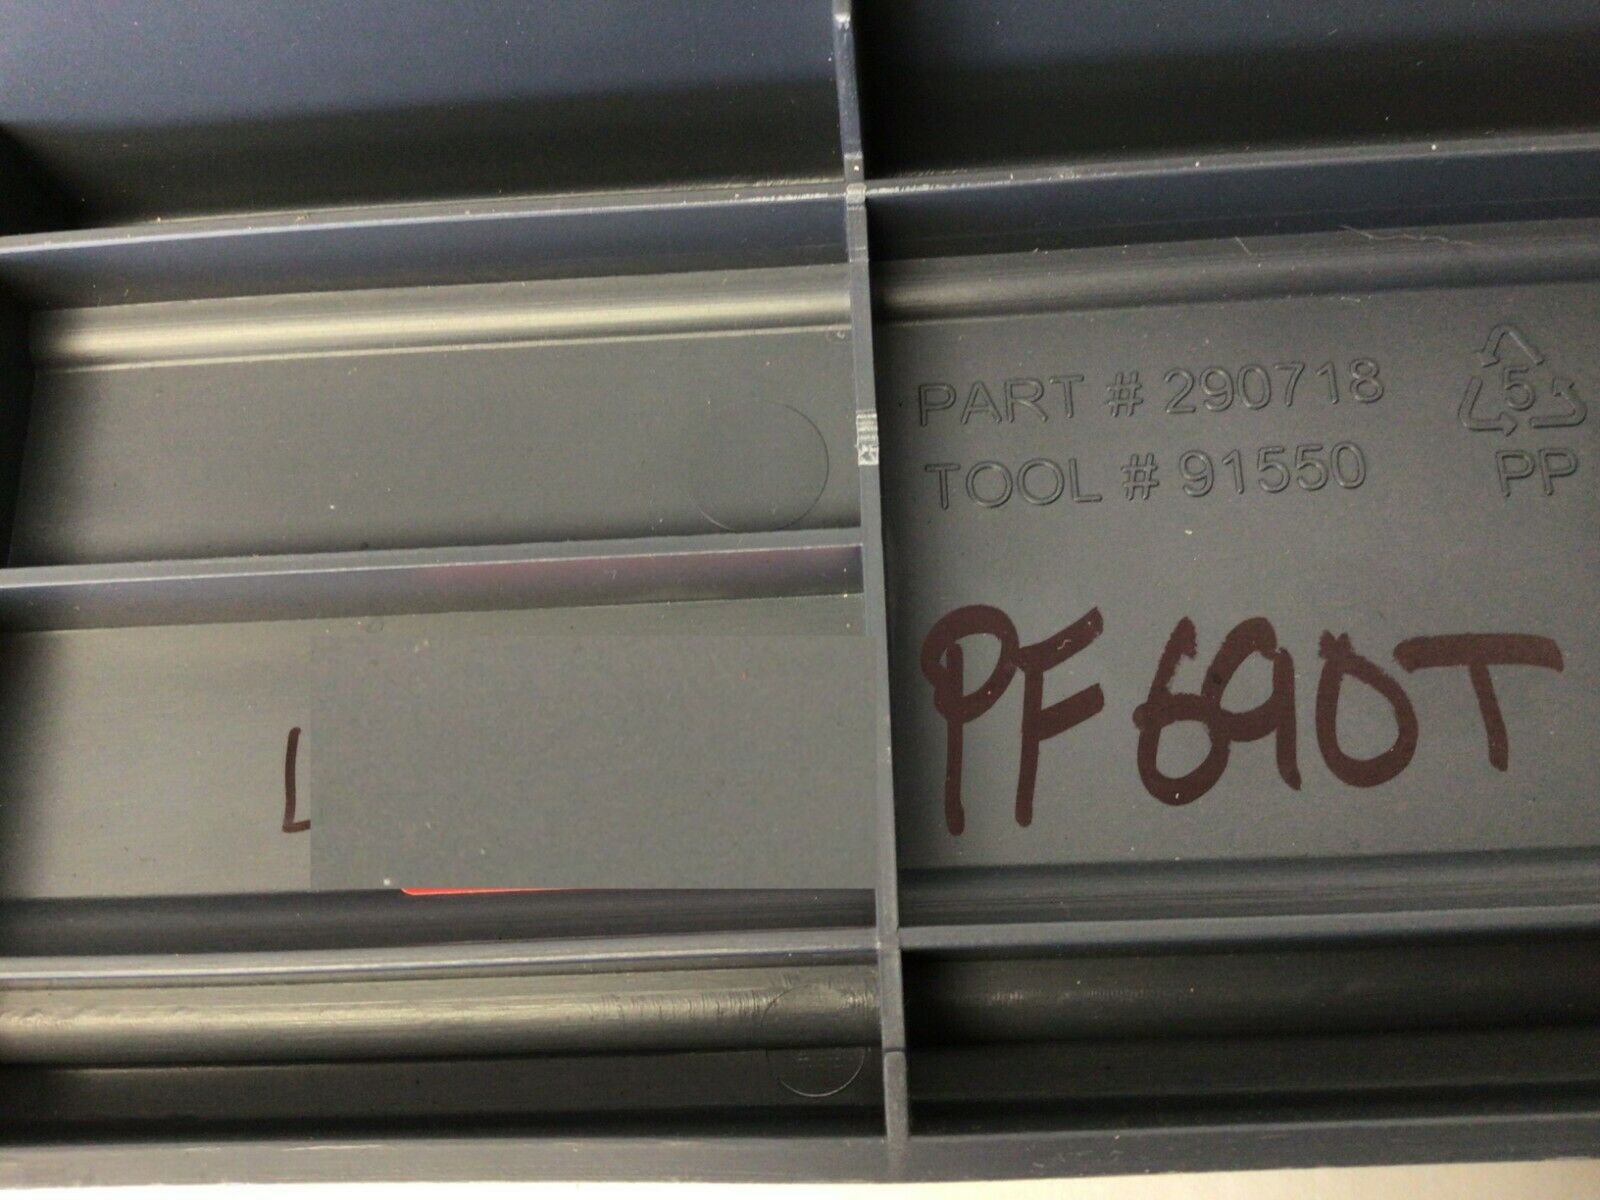 PART # 290718
TOOL # 91550
5
PP
L
PF690T